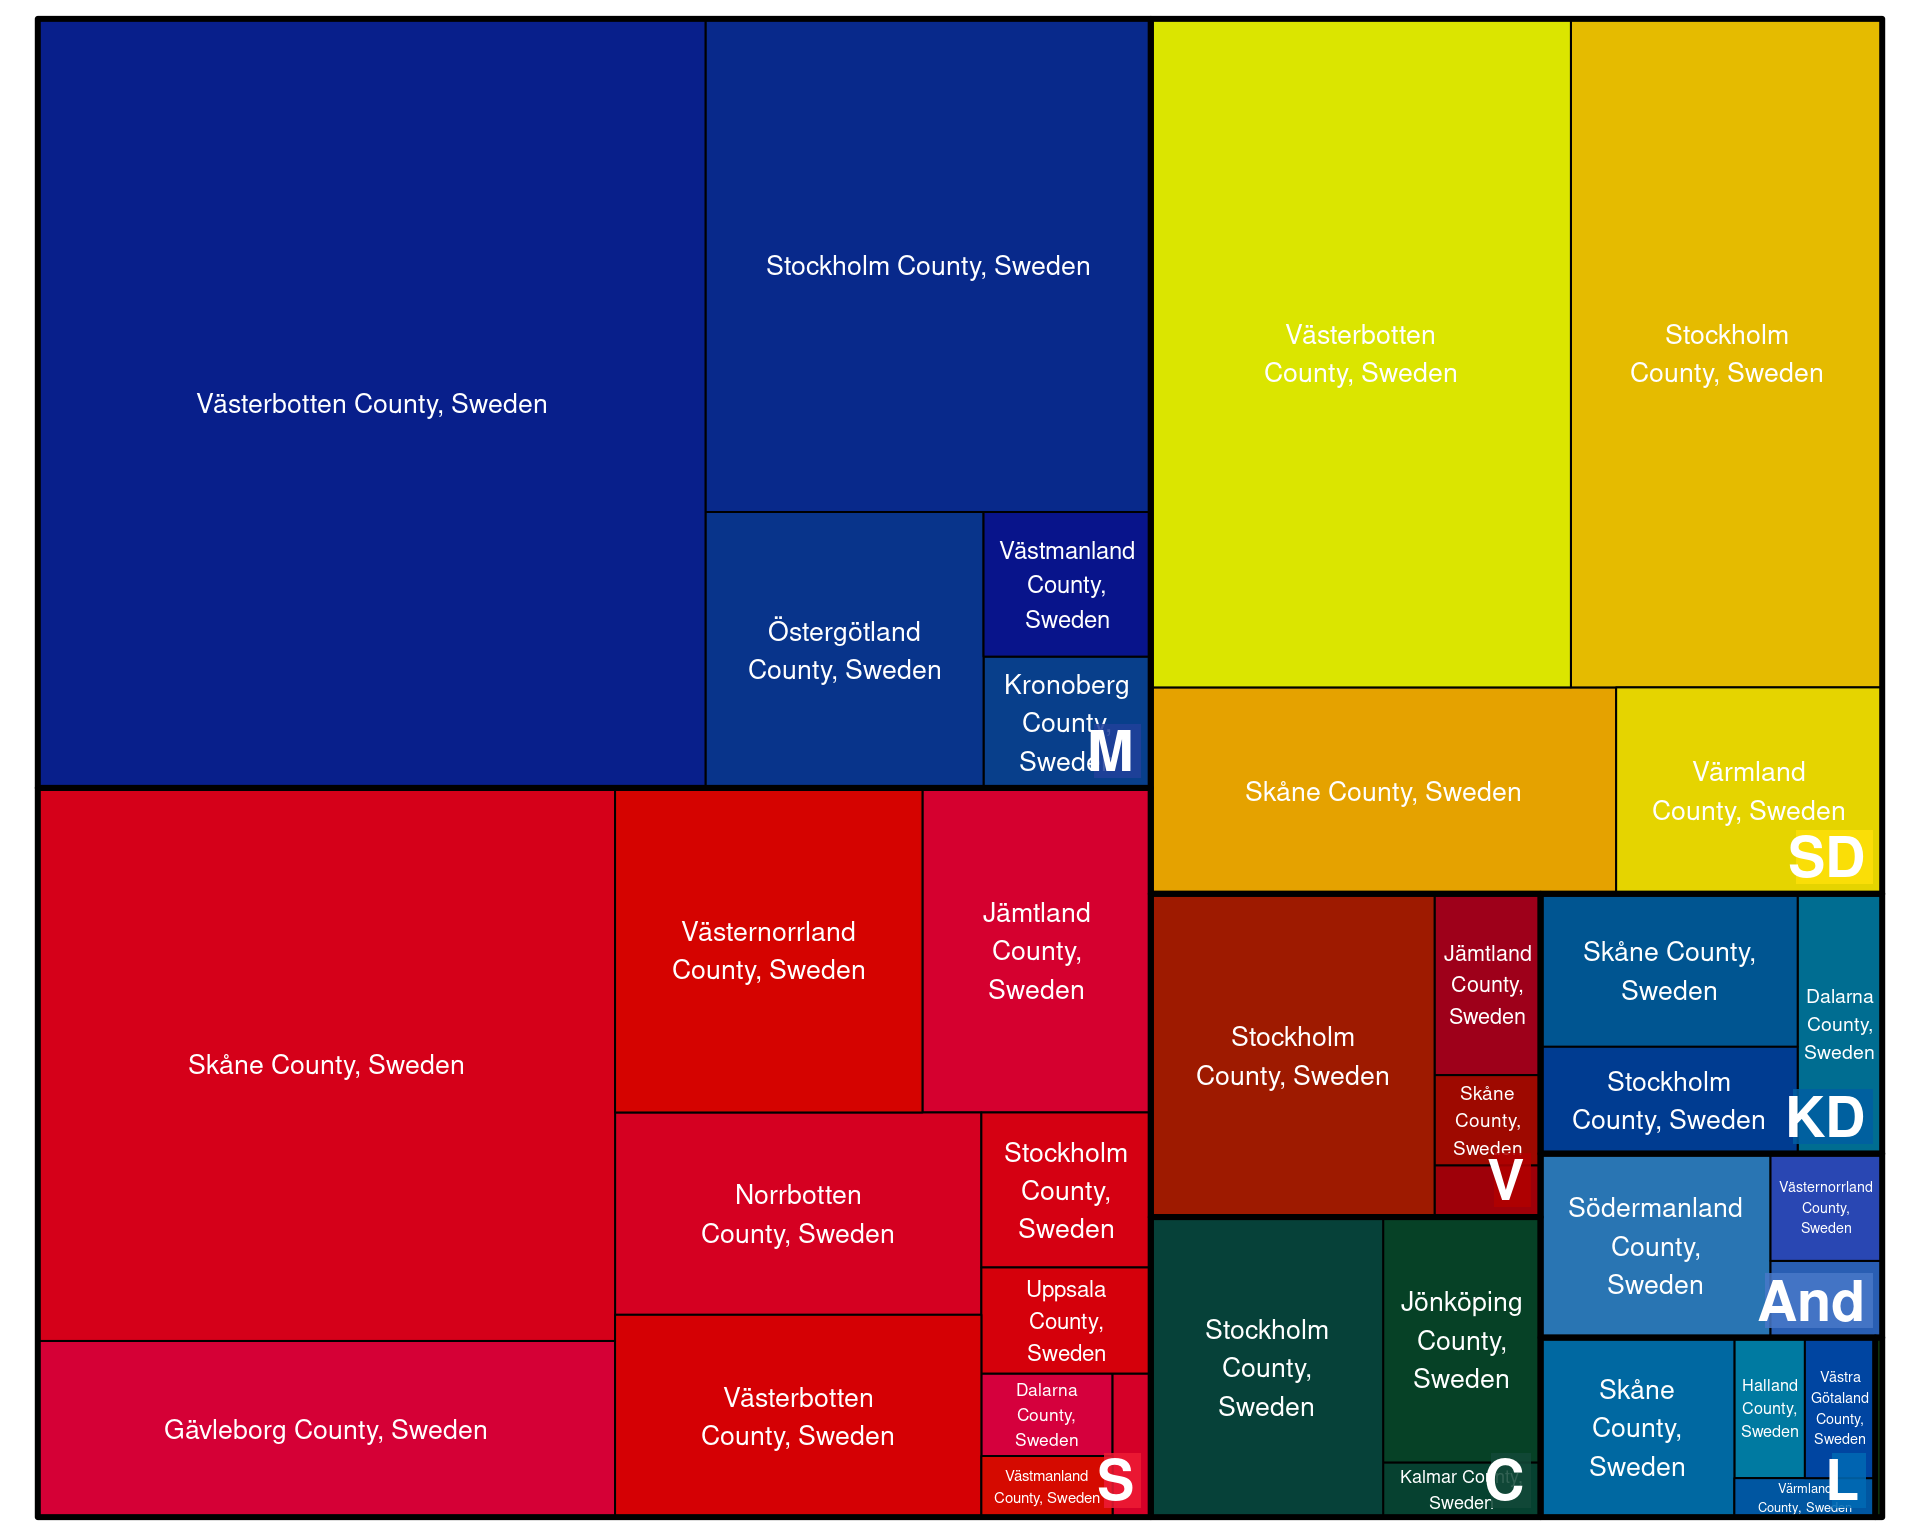 Västerbotten County, Sweden
Stockholm County, Sweden
Östergötland
County, Sweden
Västmanland
County,
Sweden
Kronoberg
County,
Sweden
M
Västerbotten
County, Sweden
Stockholm
County, Sweden
Skåne County, Sweden
Värmland
County, Sweden
SD
Skåne County, Sweden
Gävleborg County, Sweden
Västernorrland
County, Sweden
Jämtland
County,
Sweden
Norrbotten
County, Sweden
Västerbotten
County, Sweden
Stockholm
County,
Sweden
Uppsala
County,
Sweden
Dalarna
County,
Sweden
Västmanland
County, Sweden
S
Stockholm
County, Sweden
Jämtland
County,
Sweden
Skåne
County,
Sweden
V
Stockholm
County,
Sweden
Jönköping
County,
Sweden
Kalmar County,
Sweden
C
Skåne County,
Sweden
Stockholm
County, Sweden
Dalarna
County,
Sweden
KD
Södermanland
County,
Sweden
Västernorrland
County,
Sweden
And
Skåne
County,
Sweden
Halland
County,
Sweden
Västra
Götaland
County,
Sweden
Värmland
County, Sweden
L